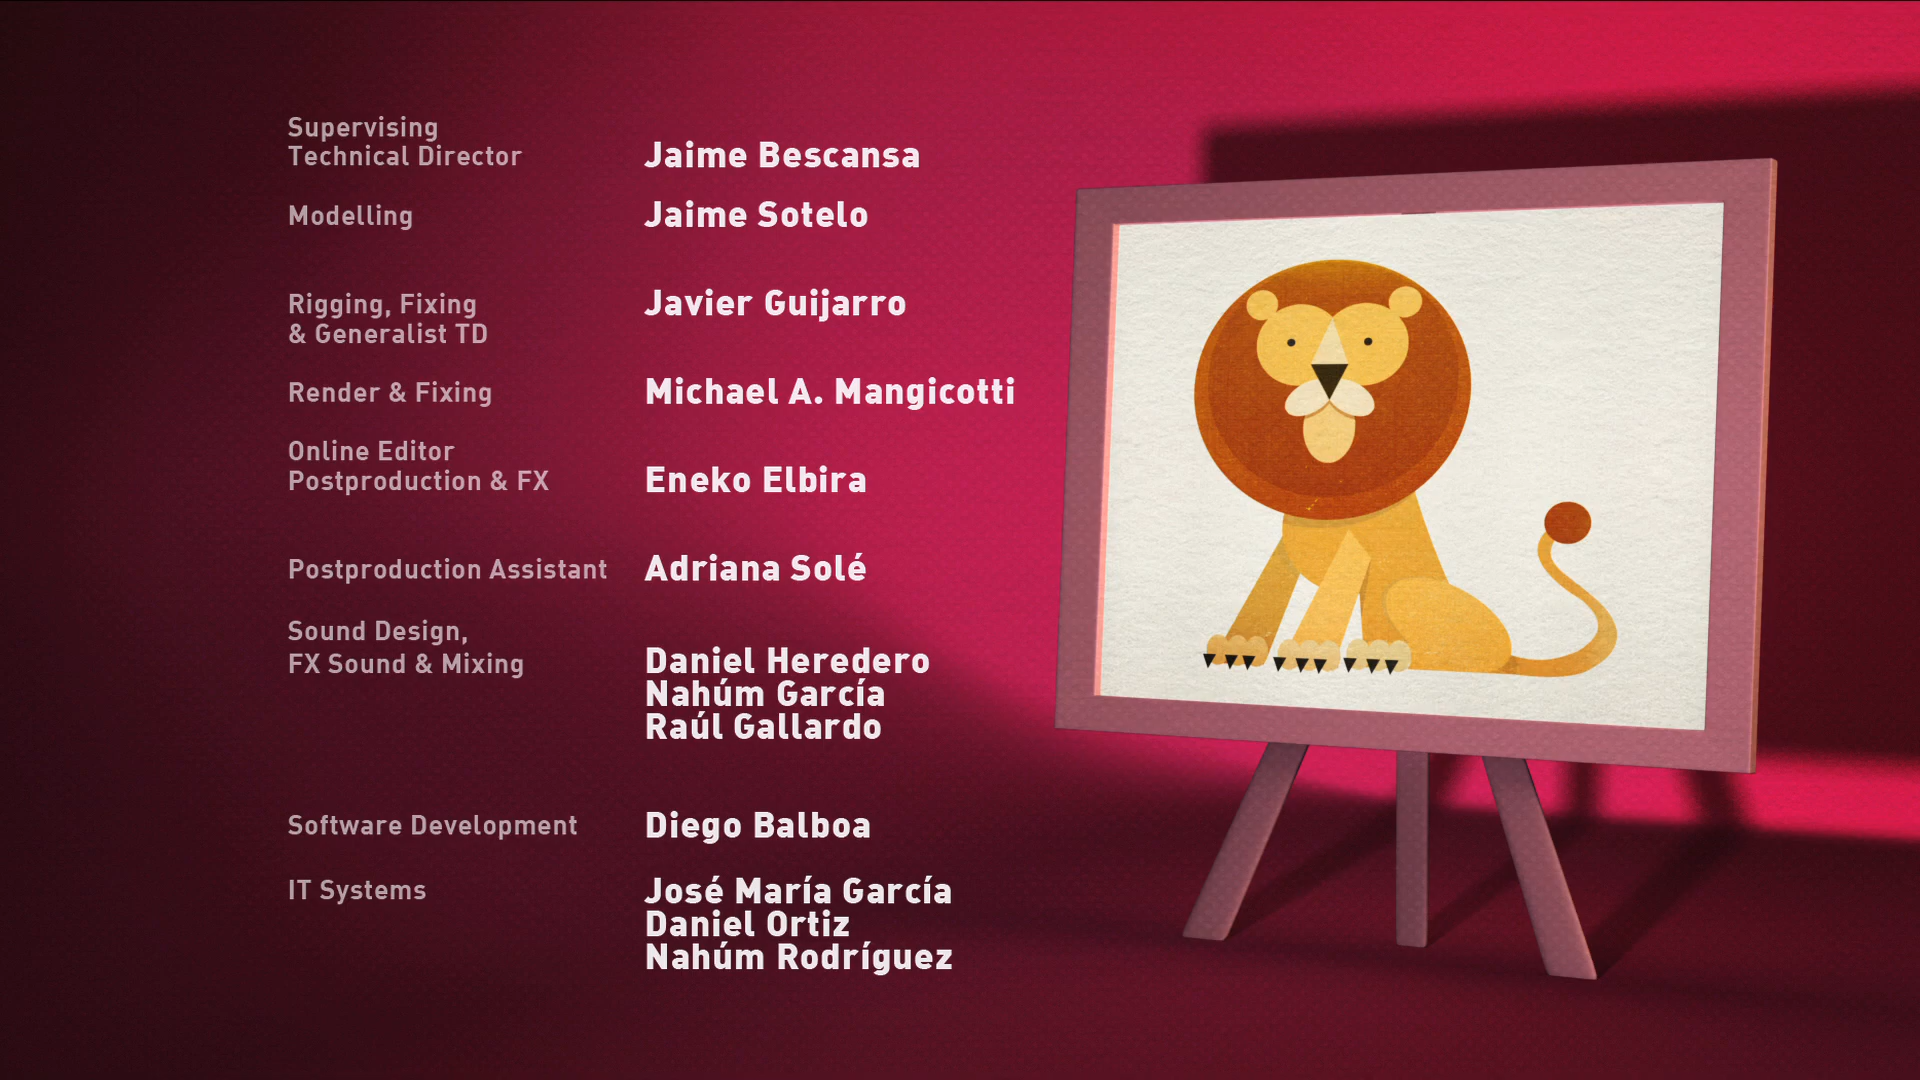 Supervising
Technical Director
Jaime Bescansa
Modelling
Jaime Sotelo
Rigging, Fixing
& Generalist TD
Javier Guijarro
Render & Fixing
Michael A. Mangicotti
Online Editor
Postproduction & FX
Eneko Elbira
Postproduction Assistant
Adriana Solé
Sound Design,
FX Sound & Mixing
Daniel Heredero
Nahúm García
Raúl Gallardo
Software Development
Diego Balboa
IT Systems
José María García
Daniel Ortiz
Nahúm Rodríguez